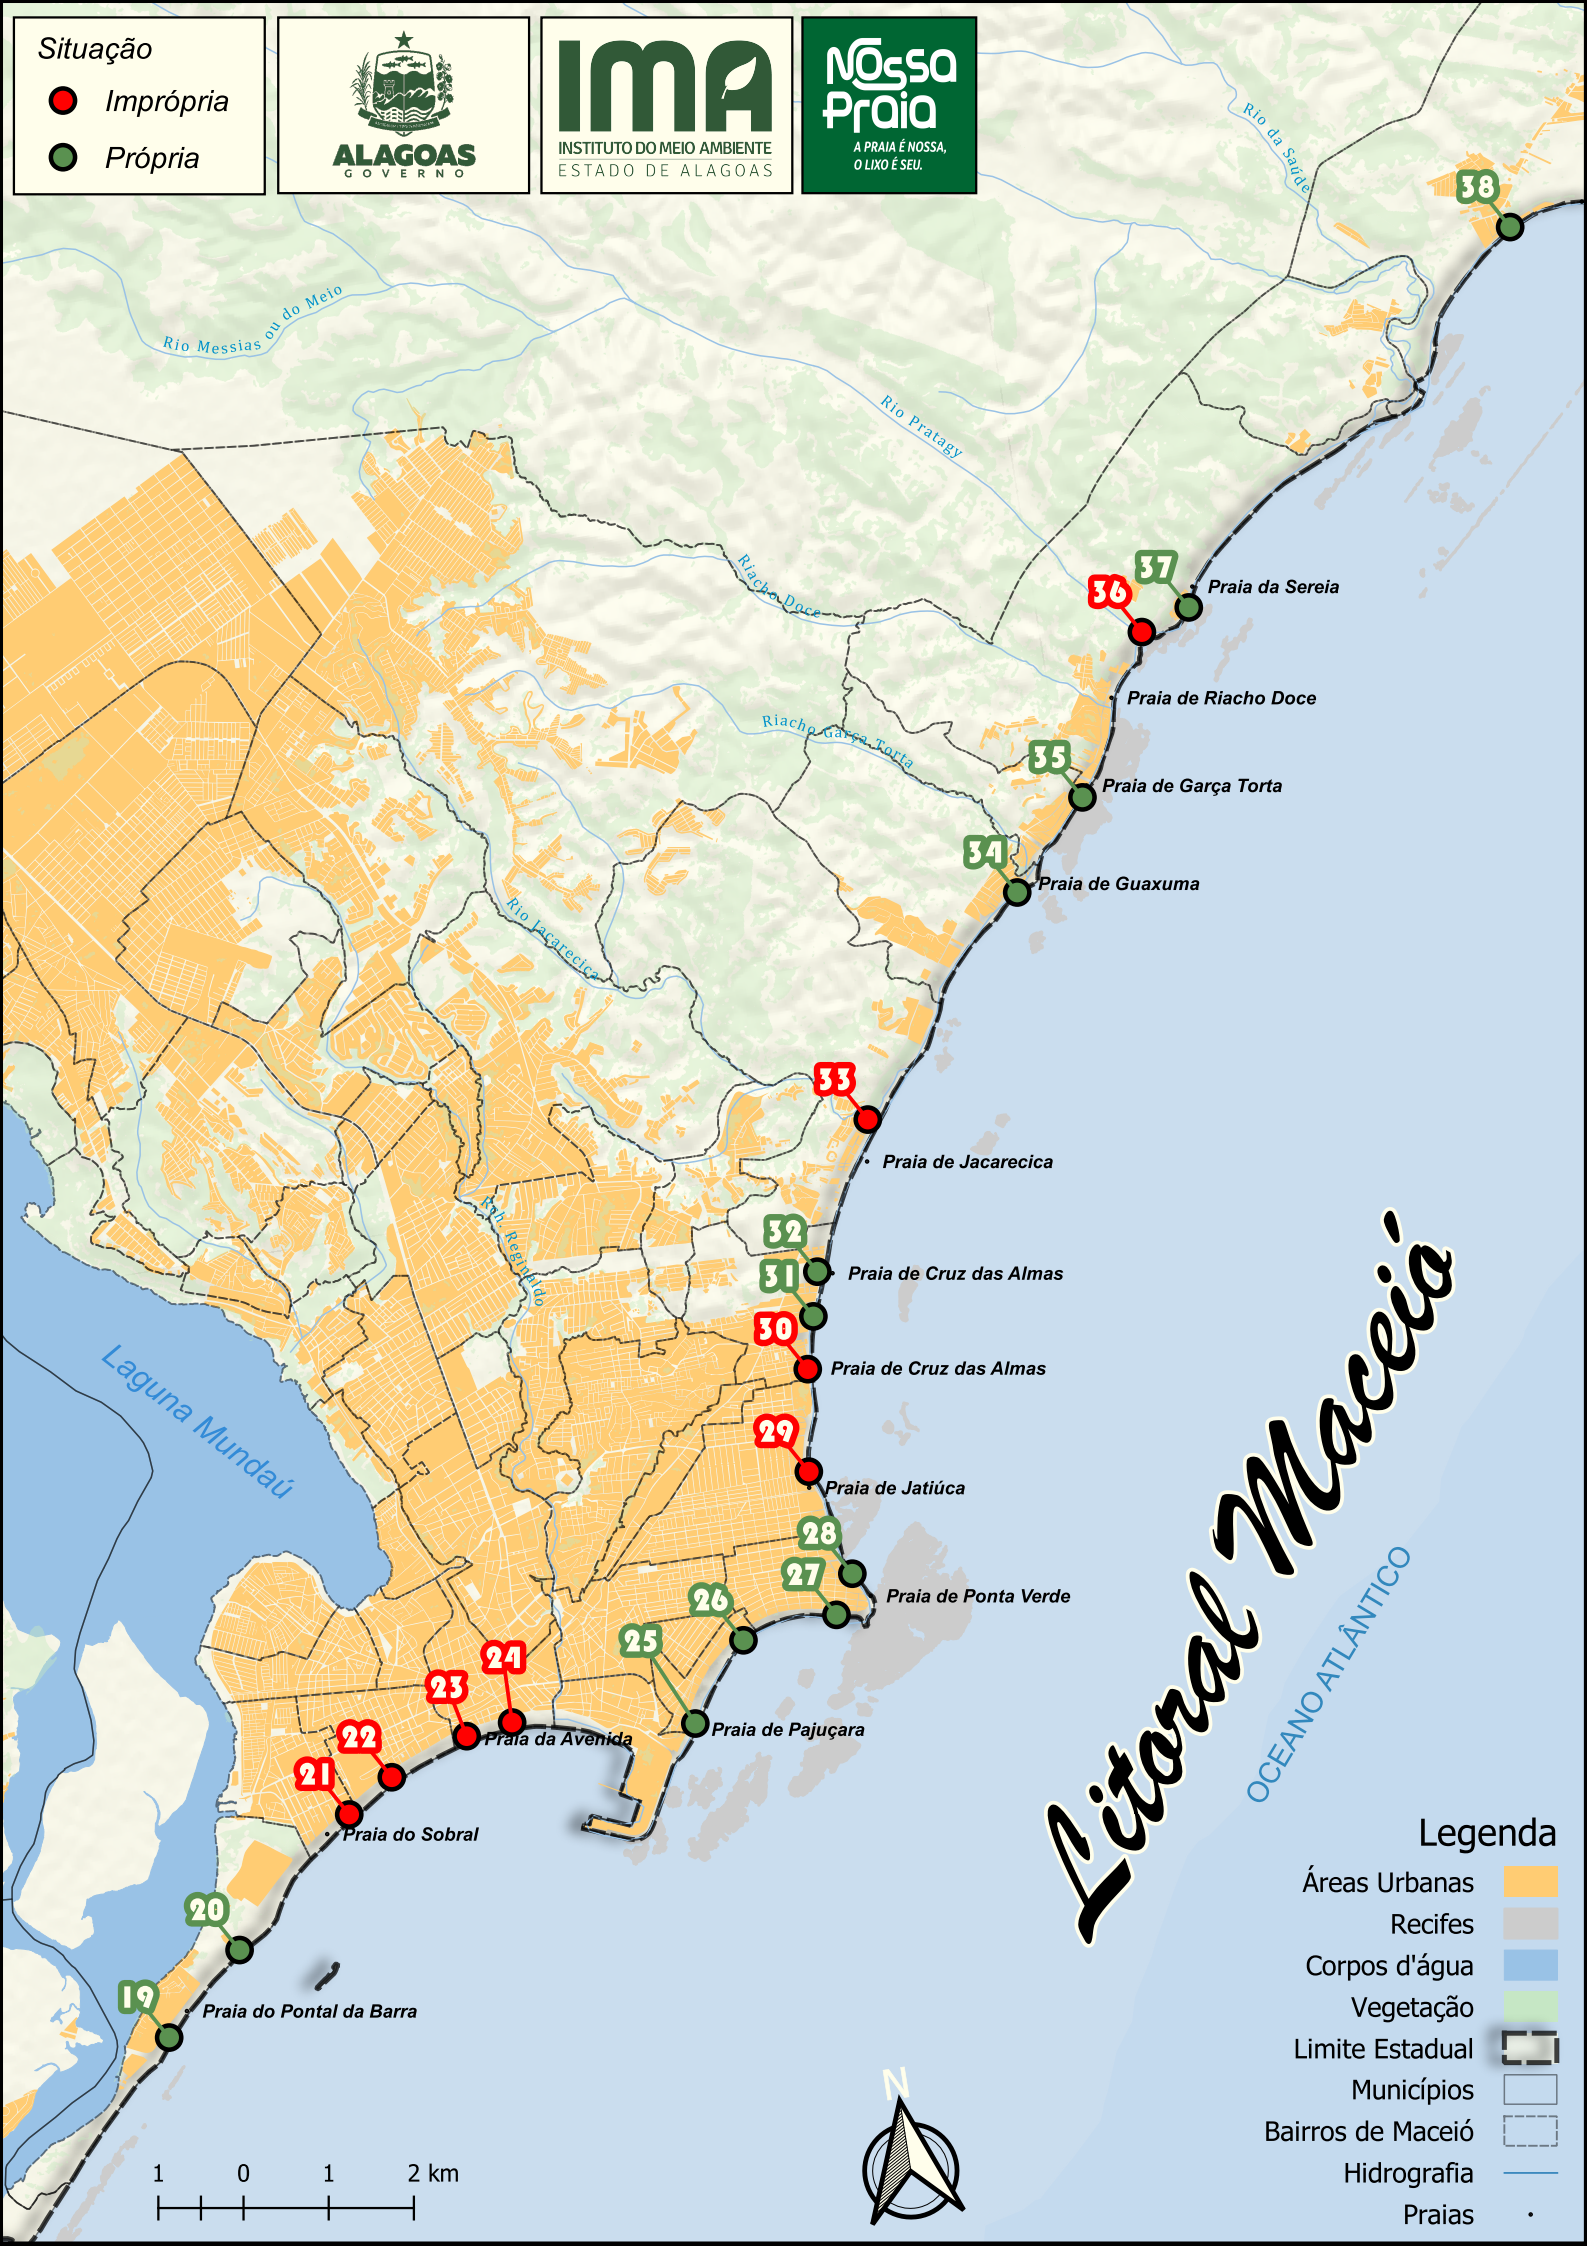 Situação
Imprópria
Própria
ALAGOAS
GOVERNO
IMA
INSTITUTO DO MEIO AMBIENTE
ESTADO DE ALAGOAS
Nossa
Praia
A PRAIA É NOSSA,
O LIXO É SEU.
Rio da Saúde
38
Rio Messias ou do Meio
Rio Pratagy
Riacho Doce
37
Praia da Sereia
36
Praia de Riacho Doce
Riacho Garça Torta
35
Praia de Garça Torta
34
Praia de Guaxuma
Rio Jacarecica
33
Praia de Jacarecica
Rch. Reginaldo
32
Praia de Cruz das Almas
31
30
Praia de Cruz das Almas
Laguna Mundaú
29
Praia de Jatiúca
28
27
Praia de Ponta Verde
26
25
Praia de Pajuçara
24
23
Praia da Avenida
22
21
Praia do Sobral
20
19
Praia do Pontal da Barra
Litoral Maceió
OCEANO ATLÂNTICO
Legenda
Áreas Urbanas
Recifes
Corpos d'água
Vegetação
Limite Estadual
Municípios
Bairros de Maceió
Hidrografia
Praias
N
1 0 1 2 km